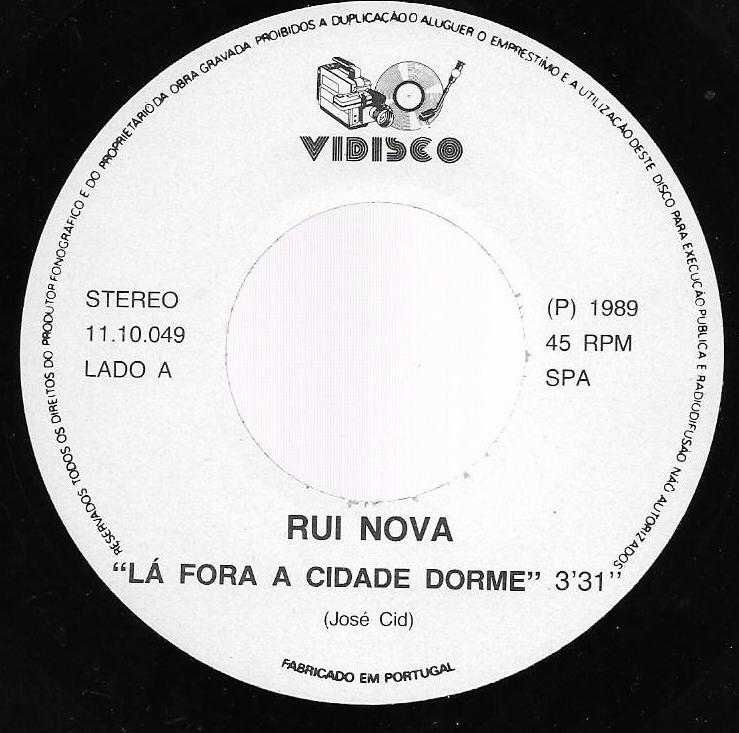 RESERVADOS TODOS OS DIREITOS DO PRODUTOR FONOGRAFICO E DO PROPRIETÁRIO DA OBRA GRAVADA PROIBIDOS A DUPLICAÇÃO O ALUGUER O EMPRESTIMO E A UTILIZAÇÃO DESTE DISCO PARA EXECUÇÃO PUBLICA E RADIODIFUSÃO NAO AUTORIZADOS
VIDISCO
STEREO
11.10.049
LADO A
(P) 1989
45 RPM
SPA
RUI NOVA
“LÁ FORA A CIDADE DORME” 3'31''
(José Cid)
FABRICADO EM PORTUGAL